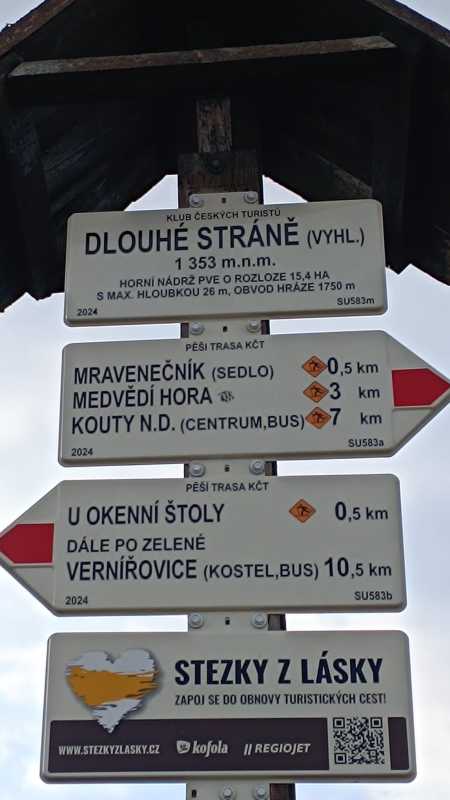 KLUB ČESKÝCH TURISTŮ
DLOUHÉ STRÁNĚ (VYHL.)
1 353 m.n.m.
HORNÍ NÁDRŽ PVE O ROZLOZE 15,4 HA
S MAX. HLOUBKOU 26 m, OBVOD HRÁZE 1750 m
2024 SU583m
PĚŠÍ TRASA KČT
MRAVENEČNÍK (SEDLO) 0,5 km
MEDVĚDÍ HORA 3 km
KOUTY N.D. (CENTRUM,BUS) 7 km
2024 SU583a
PĚŠÍ TRASA KČT
U OKENNÍ ŠTOLY 0,5 km
DÁLE PO ZELENÉ
VERNÍŘOVICE (KOSTEL,BUS) 10,5 km
2024 SU583b
STEZKY Z LÁSKY
ZAPOJ SE DO OBNOVY TURISTICKÝCH CEST!
WWW.STEZKYZLASKY.CZ kofola REGIOJET